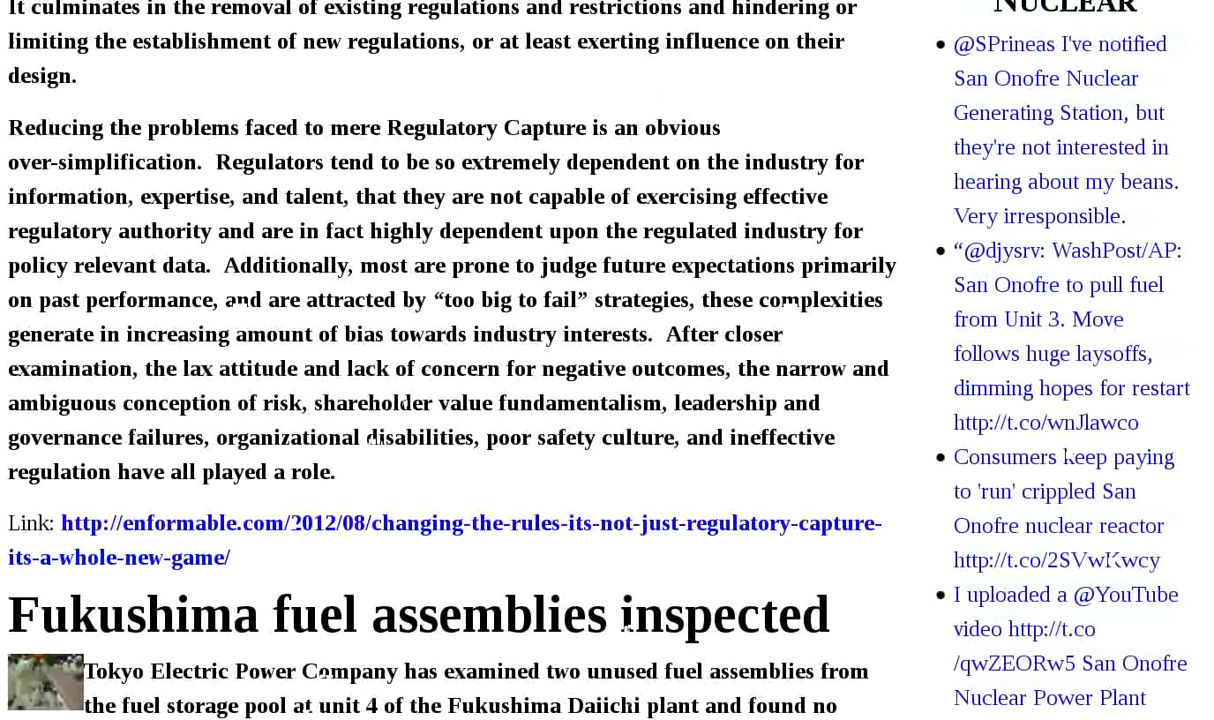 It culminates in the removal of existing regulations and restrictions and hindering or
limiting the establishment of new regulations, or at least exerting influence on their
design.
Reducing the problems faced to mere Regulatory Capture is an obvious
over-simplification.  Regulators tend to be so extremely dependent on the industry for
information, expertise, and talent, that they are not capable of exercising effective
regulatory authority and are in fact highly dependent upon the regulated industry for
policy relevant data.  Additionally, most are prone to judge future expectations primarily
on past performance, and are attracted by “too big to fail” strategies, these complexities
generate in increasing amount of bias towards industry interests.  After closer
examination, the lax attitude and lack of concern for negative outcomes, the narrow and
ambiguous conception of risk, shareholder value fundamentalism, leadership and
governance failures, organizational disabilities, poor safety culture, and ineffective
regulation have all played a role.
Link: http://enformable.com/2012/08/changing-the-rules-its-not-just-regulatory-capture-
its-a-whole-new-game/
Fukushima fuel assemblies inspected
Tokyo Electric Power Company has examined two unused fuel assemblies from
the fuel storage pool at unit 4 of the Fukushima Daiichi plant and found no
NUCLEAR
@SPrineas I've notified
San Onofre Nuclear
Generating Station, but
they're not interested in
hearing about my beans.
Very irresponsible.
“@djysrv: WashPost/AP:
San Onofre to pull fuel
from Unit 3. Move
follows huge laysoffs,
dimming hopes for restart
http://t.co/wnJlawco
Consumers keep paying
to 'run' crippled San
Onofre nuclear reactor
http://t.co/2SVwKwcy
I uploaded a @YouTube
video http://t.co
/qwZEORw5 San Onofre
Nuclear Power Plant